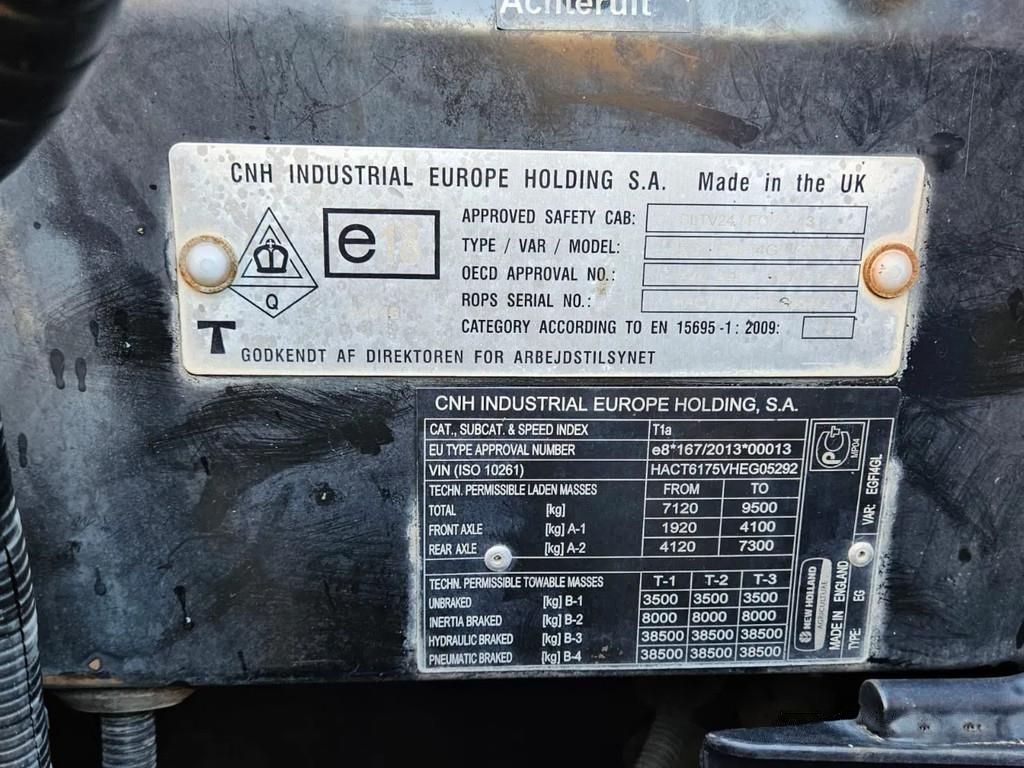 Achteruit
CNH INDUSTRIAL EUROPE HOLDING S.A. Made in the UK
APPROVED SAFETY CAB:
TYPE / VAR / MODEL:
OECD APPROVAL NO.:
ROPS SERIAL NO.:
CATEGORY ACCORDING TO EN 15695-1: 2009:
e 18
Q
T GODKENDT AF DIREKTOREN FOR ARBEJDSTILSYNET
CNH INDUSTRIAL EUROPE HOLDING, S.A.
CAT., SUBCAT. & SPEED INDEX T1a
EU TYPE APPROVAL NUMBER e8*167/2013*00013
VIN (ISO 10261) HACT6175VHEG05292
TECHN. PERMISSIBLE LADEN MASSES FROM TO
TOTAL [kg] 7120 9500
FRONT AXLE [kg] A-1 1920 4100
REAR AXLE [kg] A-2 4120 7300
TECHN. PERMISSIBLE TOWABLE MASSES T-1 T-2 T-3
UNBRAKED [kg] B-1 3500 3500 3500
INERTIA BRAKED [kg] B-2 8000 8000 8000
HYDRAULIC BRAKED [kg] B-3 38500 38500 38500
PNEUMATIC BRAKED [kg] B-4 38500 38500 38500
PCT
MP04
NEW HOLLAND
AGRICULTURE
MADE IN ENGLAND
TYPE: EG VAR: EGFI4GL